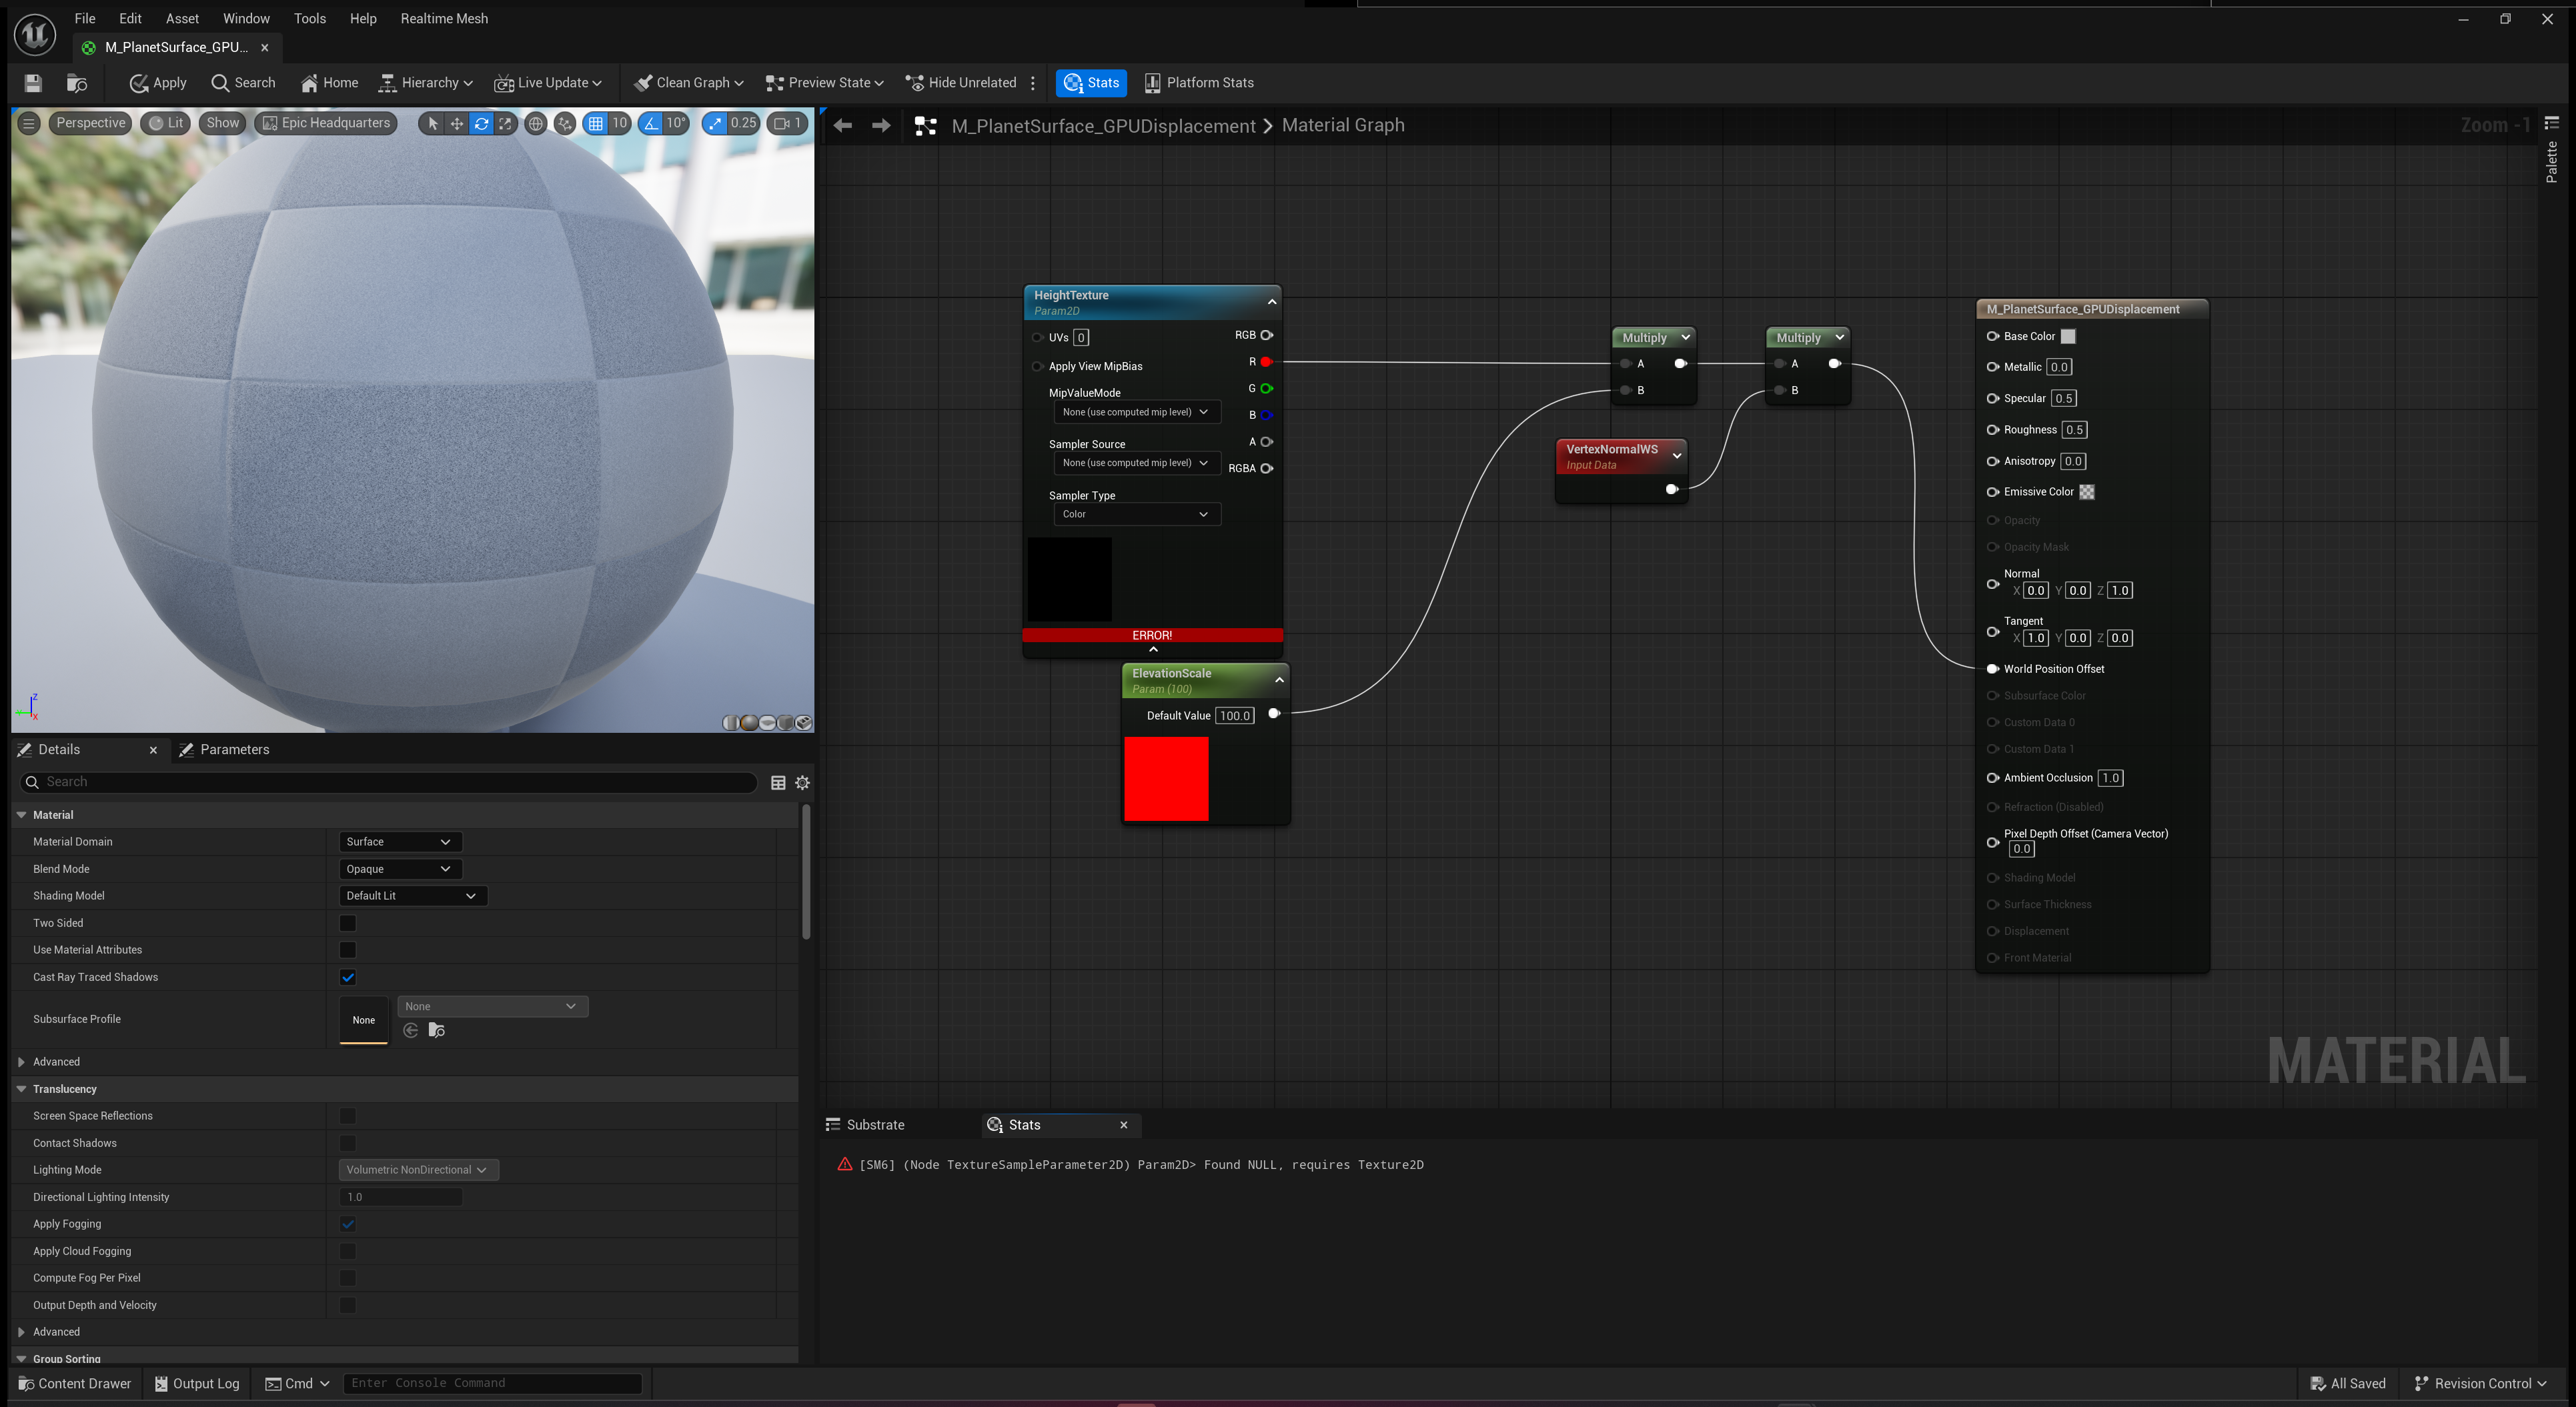 File Edit Asset Window Tools Help Realtime Mesh
M_PlanetSurface_GPU...
Apply Search Home Hierarchy Live Update Clean Graph Preview State Hide Unrelated Stats Platform Stats
Perspective Lit Show Epic Headquarters 10 10° 0.25 1
M_PlanetSurface_GPUDisplacement > Material Graph
Zoom -1
Palette
Z
X
HeightTexture
Param2D
UVs 0
Apply View MipBias
MipValueMode
None (use computed mip level)
Sampler Source
None (use computed mip level)
Sampler Type
Color
RGB
R
G
B
A
RGBA
ERROR!
ElevationScale
Param (100)
Default Value 100.0
Multiply
A
B
Multiply
A
B
VertexNormalWS
Input Data
M_PlanetSurface_GPUDisplacement
Base Color
Metallic 0.0
Specular 0.5
Roughness 0.5
Anisotropy 0.0
Emissive Color
Opacity
Opacity Mask
Normal
X 0.0 Y 0.0 Z 1.0
Tangent
X 1.0 Y 0.0 Z 0.0
World Position Offset
Subsurface Color
Custom Data 0
Custom Data 1
Ambient Occlusion 1.0
Refraction (Disabled)
Pixel Depth Offset (Camera Vector)
0.0
Shading Model
Surface Thickness
Displacement
Front Material
MATERIAL
Details Parameters
Search
Material
Material Domain Surface
Blend Mode Opaque
Shading Model Default Lit
Two Sided
Use Material Attributes
Cast Ray Traced Shadows
Subsurface Profile None None
Advanced
Translucency
Screen Space Reflections
Contact Shadows
Lighting Mode Volumetric NonDirectional
Directional Lighting Intensity 1.0
Apply Fogging
Apply Cloud Fogging
Compute Fog Per Pixel
Output Depth and Velocity
Advanced
Group Sorting
Substrate Stats
[SM6] (Node TextureSampleParameter2D) Param2D> Found NULL, requires Texture2D
Content Drawer Output Log Cmd Enter Console Command All Saved Revision Control